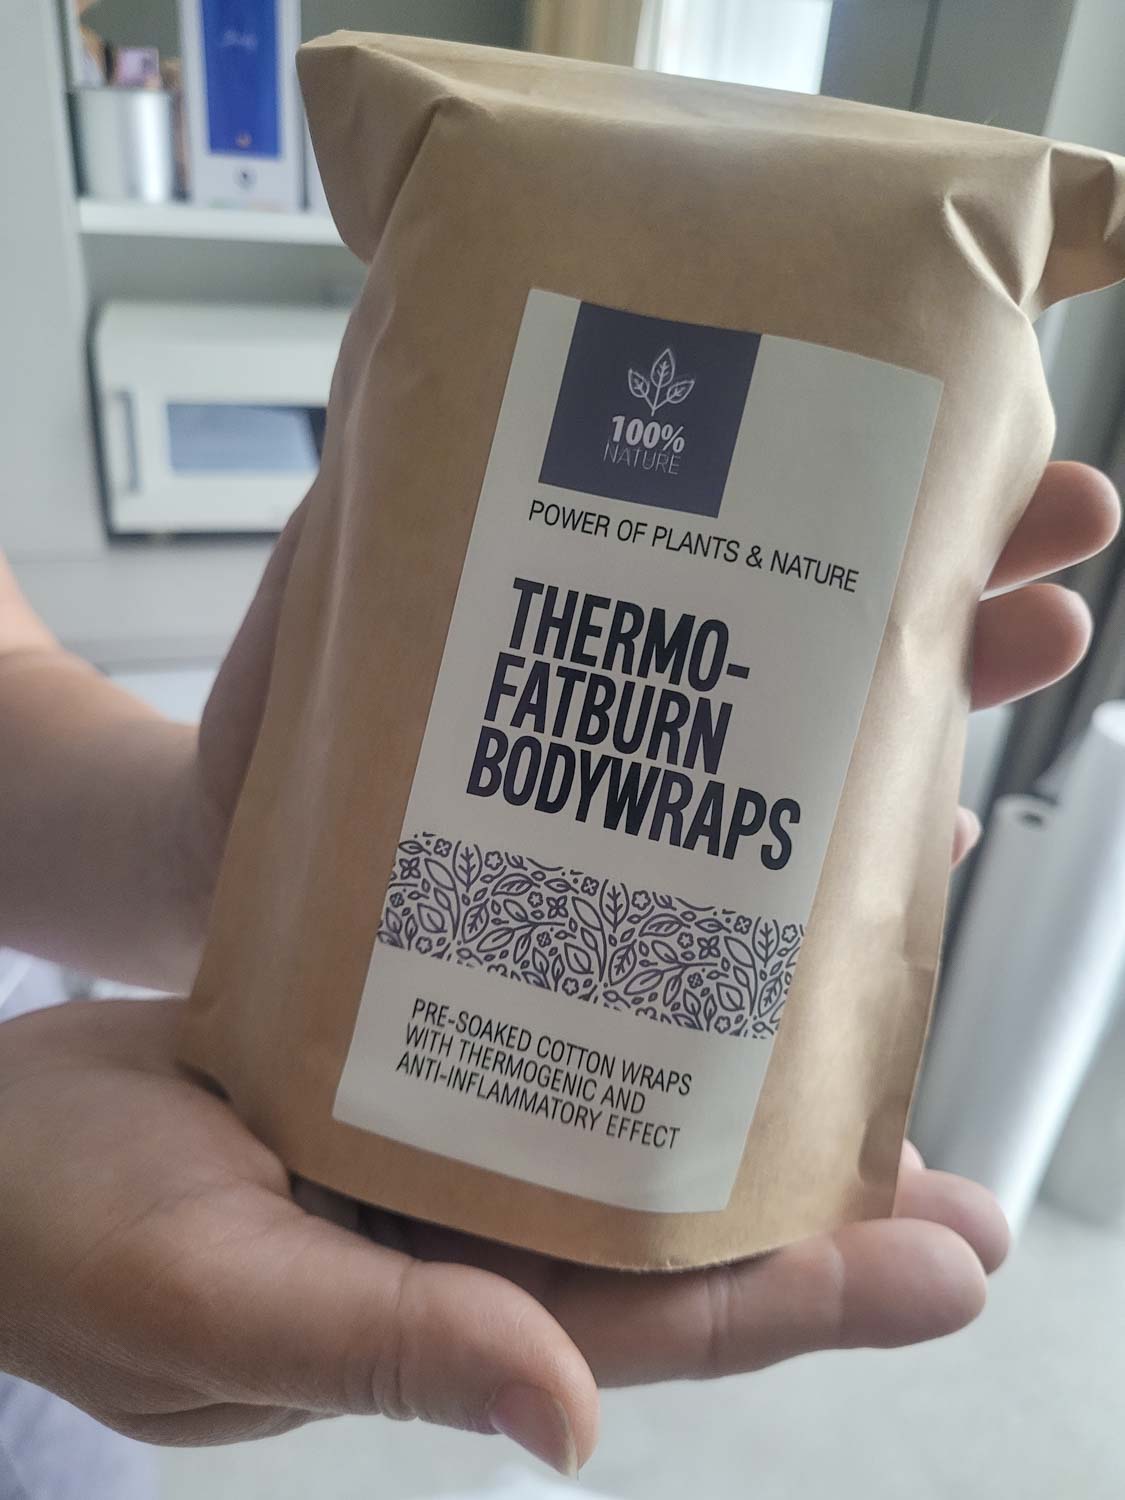 100%
NATURE
POWER OF PLANTS & NATURE
THERMO-
FATBURN
BODYWRAPS
PRE-SOAKED COTTON WRAPS
WITH THERMOGENIC AND
ANTI-INFLAMMATORY EFFECT